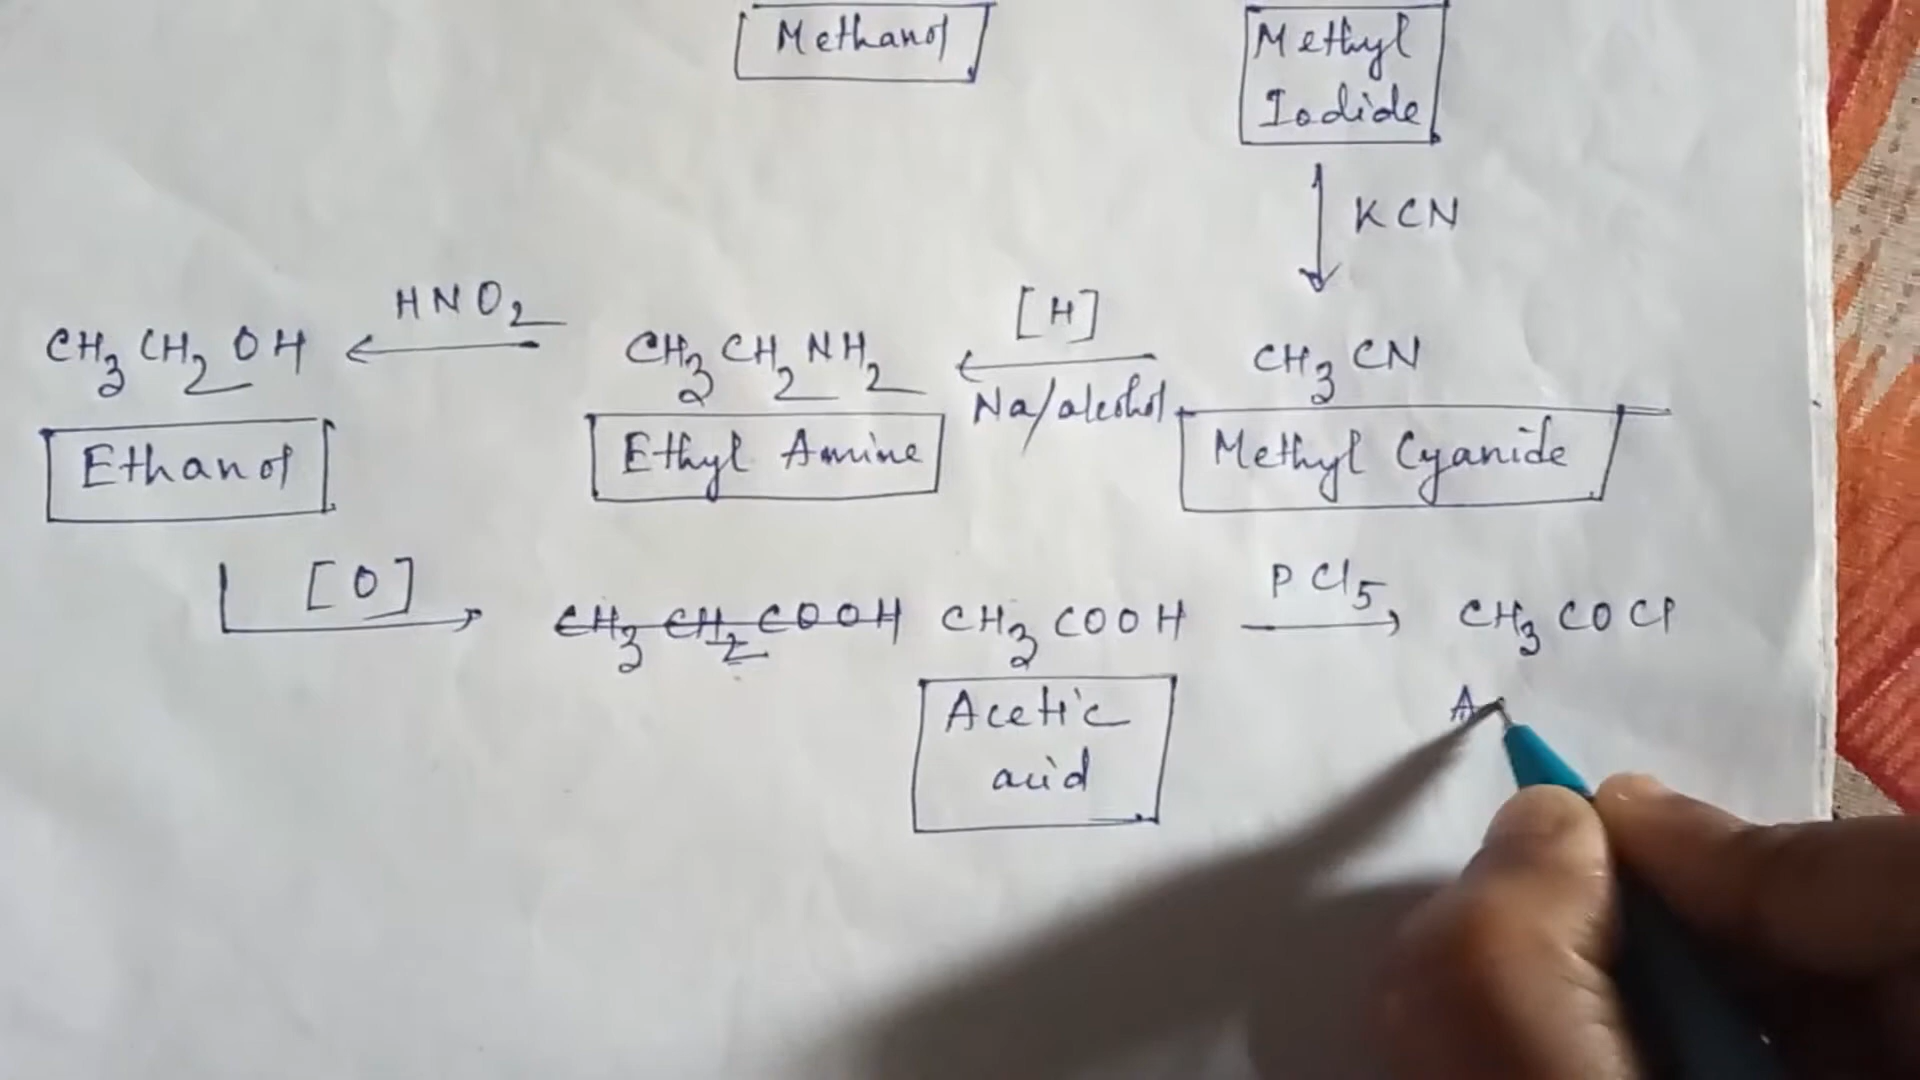 Methanol
Methyl
Iodide
KCN
HNO2
[H]
CH3CH2OH
CH3CH2NH2
CH3CN
Na/alcohol
Ethanol
Ethyl Amine
Methyl Cyanide
[O]
PCl5
CH3CH2COOH CH3COOH
CH3COCl
Acetic
acid
A